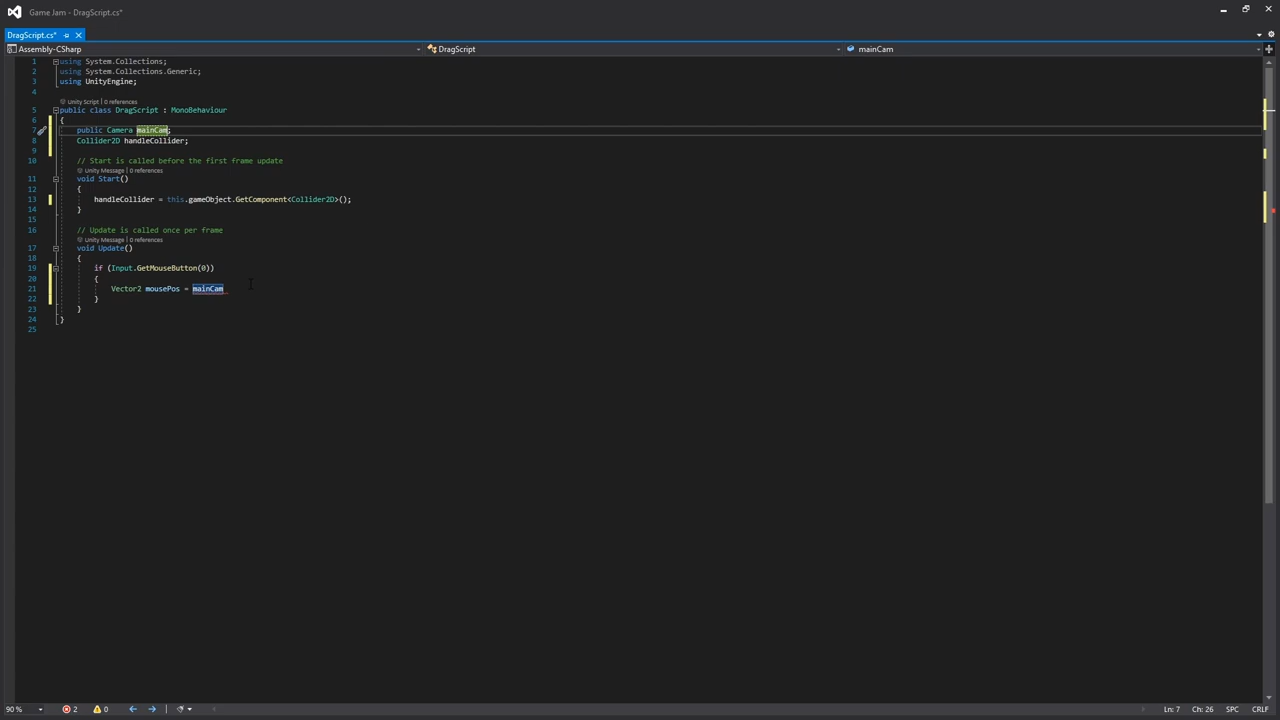 Game Jam - DragScript.cs*
DragScript.cs*
Assembly-CSharp DragScript mainCam
1 using System.Collections;
2 using System.Collections.Generic;
3 using UnityEngine;
4
Unity Script | 0 references
5 public class DragScript : MonoBehaviour
6 {
7 public Camera mainCam;
8 Collider2D handleCollider;
9
10 // Start is called before the first frame update
Unity Message | 0 references
11 void Start()
12 {
13 handleCollider = this.gameObject.GetComponent<Collider2D>();
14 }
15
16 // Update is called once per frame
Unity Message | 0 references
17 void Update()
18 {
19 if (Input.GetMouseButton(0))
20 {
21 Vector2 mousePos = mainCam
22 }
23 }
24 }
25
90 % 2 0 Ln: 7 Ch: 26 SPC CRLF